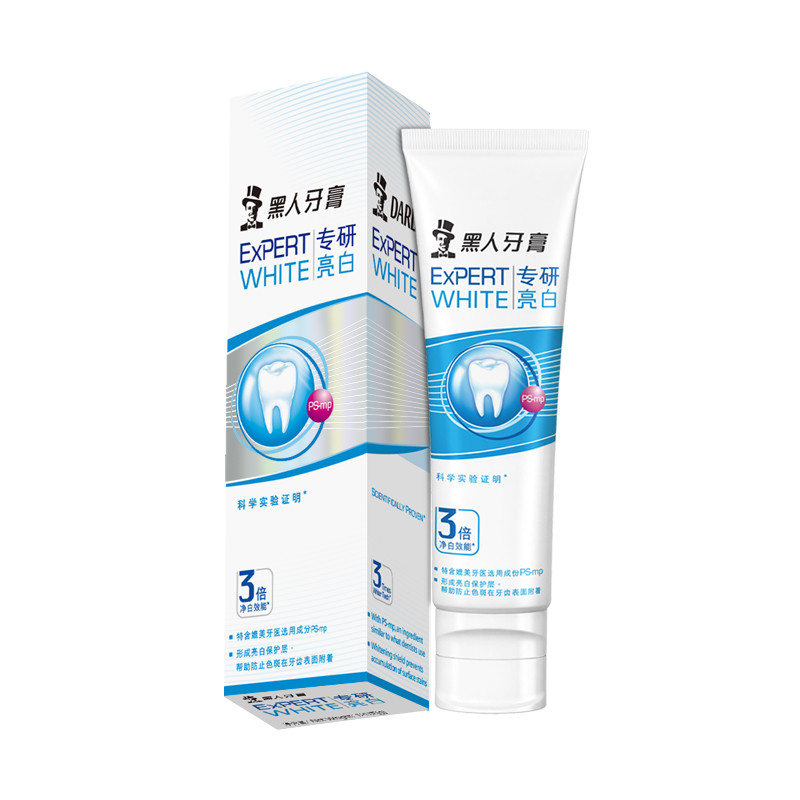 黑人牙膏
EXPERT 专研
WHITE 亮白
PS-mp
科学实验证明*
3倍
净白效能*
特含媲美牙医选用成分PS-mp
形成亮白保护层，
帮助防止色斑在牙齿表面附着
DARL
EXPERT
WHITE
SCIENTIFICALLY PROVEN*
3 Times
With PS-mp, an ingredient
similar to what dentists use
Whitening shield prevents
accumulation of surface stains
黑人牙膏
EXPERT 专研
WHITE 亮白
黑人牙膏
EXPERT 专研
WHITE 亮白
PS-mp
科学实验证明*
3倍
净白效能*
特含媲美牙医选用成份PS-mp
形成亮白保护层，
帮助防止色斑在牙齿表面附着